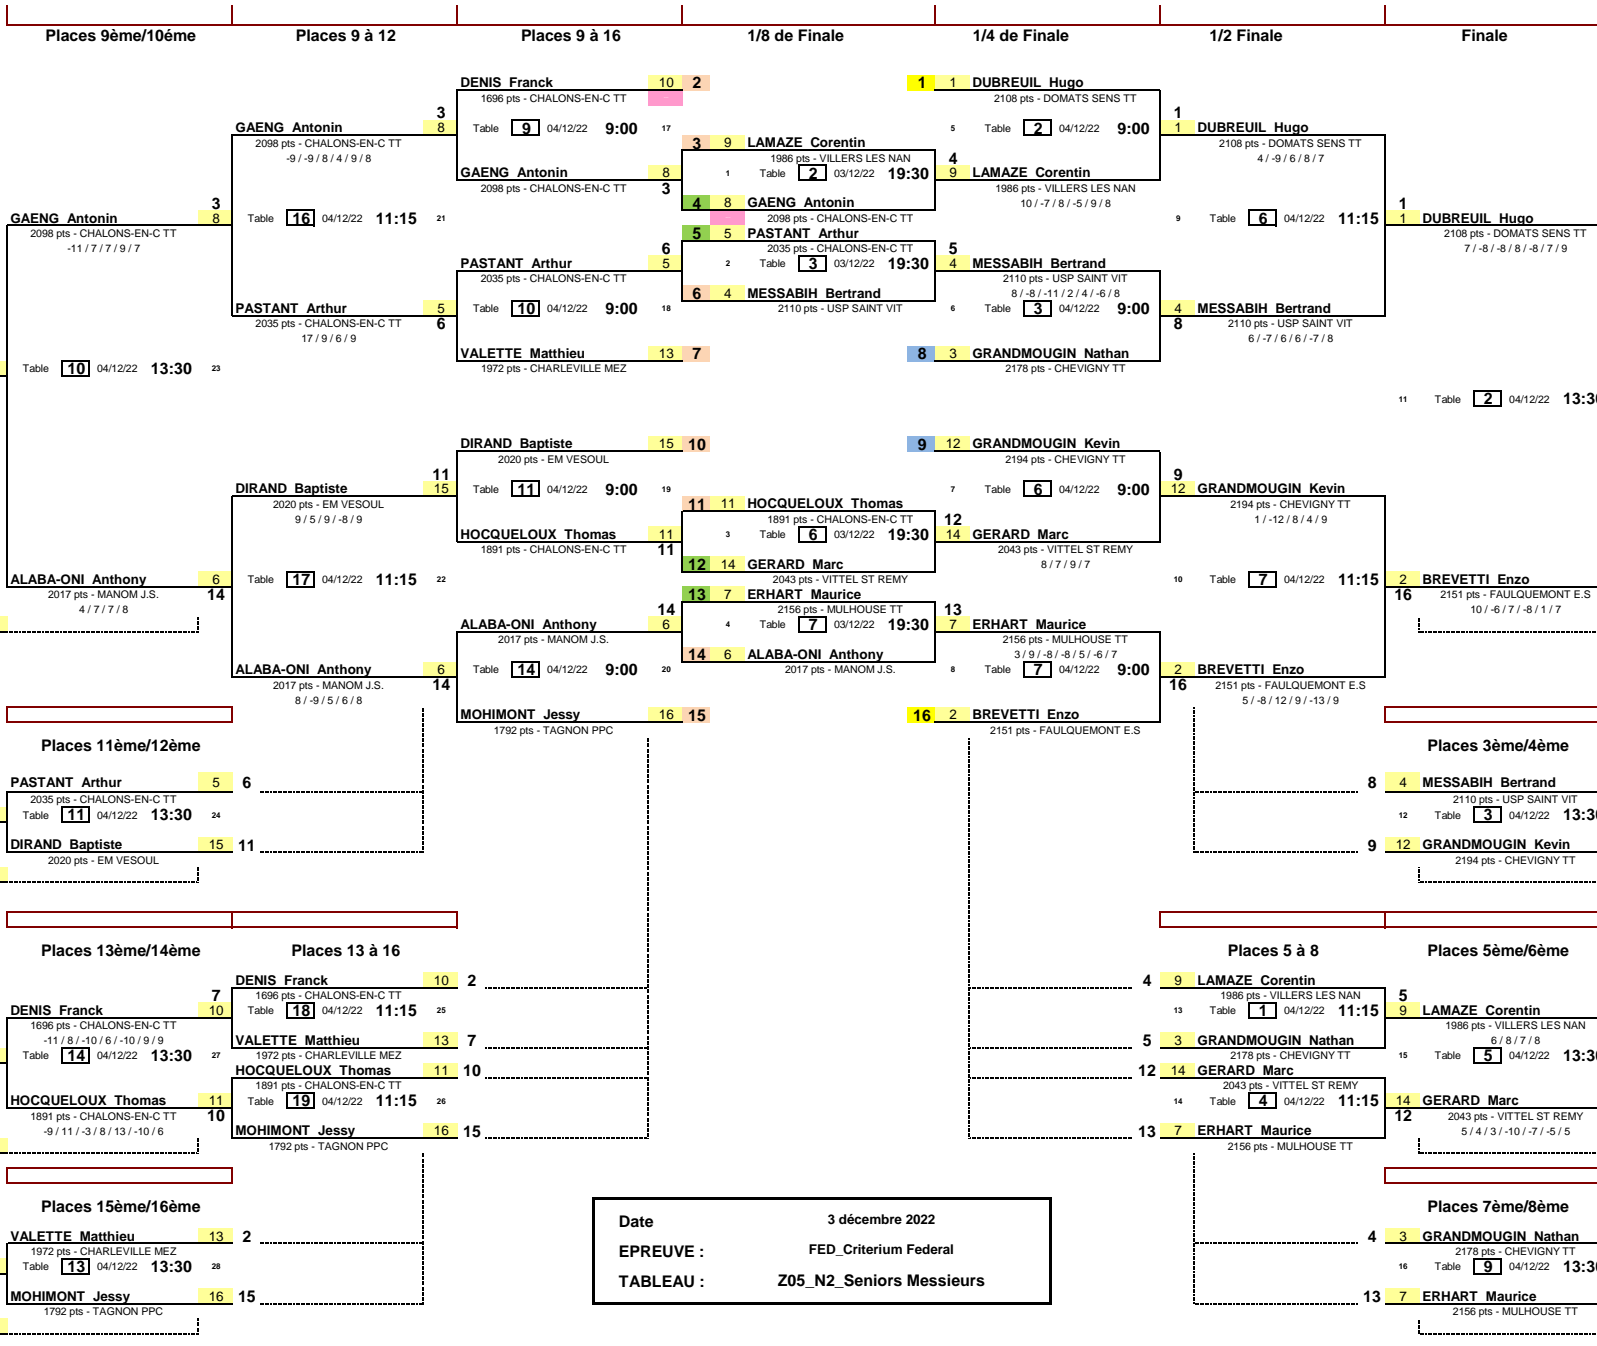 Places 9ème/10éme
Places 9 à 12
Places 9 à 16
1/8 de Finale
1/4 de Finale
1/2 Finale
Finale
GAENG Antonin 8
3
2098 pts - CHALONS-EN-C TT
-11 / 7 / 7 / 9 / 7
Table 10 04/12/22 13:30 23
ALABA-ONI Anthony 6
14
2017 pts - MANOM J.S.
4 / 7 / 7 / 8
3
GAENG Antonin 8
2098 pts - CHALONS-EN-C TT
-9 / -9 / 8 / 4 / 9 / 8
Table 16 04/12/22 11:15 21
PASTANT Arthur 5
2035 pts - CHALONS-EN-C TT 6
17 / 9 / 6 / 9
11
DIRAND Baptiste 15
2020 pts - EM VESOUL
9 / 5 / 9 / -8 / 9
Table 17 04/12/22 11:15 22
ALABA-ONI Anthony 6
2017 pts - MANOM J.S. 14
8 / -9 / 5 / 6 / 8
DENIS Franck 10 2
1696 pts - CHALONS-EN-C TT
Table 9 04/12/22 9:00 17
GAENG Antonin 8
2098 pts - CHALONS-EN-C TT 3
6
PASTANT Arthur 5
2035 pts - CHALONS-EN-C TT
Table 10 04/12/22 9:00 18
VALETTE Matthieu 13 7
1972 pts - CHARLEVILLE MEZ
DIRAND Baptiste 15 10
2020 pts - EM VESOUL
Table 11 04/12/22 9:00 19
HOCQUELOUX Thomas 11
1891 pts - CHALONS-EN-C TT 11
14
ALABA-ONI Anthony 6
2017 pts - MANOM J.S.
Table 14 04/12/22 9:00 20
MOHIMONT Jessy 16 15
1792 pts - TAGNON PPC
3 9 LAMAZE Corentin
1986 pts - VILLERS LES NAN
1 Table 2 03/12/22 19:30
4 8 GAENG Antonin
2098 pts - CHALONS-EN-C TT
5 5 PASTANT Arthur
2035 pts - CHALONS-EN-C TT
2 Table 3 03/12/22 19:30
6 4 MESSABIH Bertrand
2110 pts - USP SAINT VIT
11 11 HOCQUELOUX Thomas
1891 pts - CHALONS-EN-C TT
3 Table 6 03/12/22 19:30
12 14 GERARD Marc
2043 pts - VITTEL ST REMY
13 7 ERHART Maurice
2156 pts - MULHOUSE TT
4 Table 7 03/12/22 19:30
14 6 ALABA-ONI Anthony
2017 pts - MANOM J.S.
1 1 DUBREUIL Hugo
2108 pts - DOMATS SENS TT
5 Table 2 04/12/22 9:00
4
9 LAMAZE Corentin
1986 pts - VILLERS LES NAN
10 / -7 / 8 / -5 / 9 / 8
5
4 MESSABIH Bertrand
2110 pts - USP SAINT VIT
8 / -8 / -11 / 2 / 4 / -6 / 8
6 Table 3 04/12/22 9:00
8 3 GRANDMOUGIN Nathan
2178 pts - CHEVIGNY TT
9 12 GRANDMOUGIN Kevin
2194 pts - CHEVIGNY TT
7 Table 6 04/12/22 9:00
12
14 GERARD Marc
2043 pts - VITTEL ST REMY
8 / 7 / 9 / 7
13
7 ERHART Maurice
2156 pts - MULHOUSE TT
3 / 9 / -8 / -8 / 5 / -6 / 7
8 Table 7 04/12/22 9:00
16 2 BREVETTI Enzo
2151 pts - FAULQUEMONT E.S
1
1 DUBREUIL Hugo
2108 pts - DOMATS SENS TT
4 / -9 / 6 / 8 / 7
9 Table 6 04/12/22 11:15
4 MESSABIH Bertrand
8 2110 pts - USP SAINT VIT
6 / -7 / 6 / 6 / -7 / 8
9
12 GRANDMOUGIN Kevin
2194 pts - CHEVIGNY TT
1 / -12 / 8 / 4 / 9
10 Table 7 04/12/22 11:15
2 BREVETTI Enzo
16 2151 pts - FAULQUEMONT E.S
5 / -8 / 12 / 9 / -13 / 9
1
1 DUBREUIL Hugo
2108 pts - DOMATS SENS TT
7 / -8 / -8 / 8 / -8 / 7 / 9
11 Table 2 04/12/22 13:30
2 BREVETTI Enzo
16 2151 pts - FAULQUEMONT E.S
10 / -6 / 7 / -8 / 1 / 7
Places 11ème/12ème
PASTANT Arthur 5 6
2035 pts - CHALONS-EN-C TT
Table 11 04/12/22 13:30 24
DIRAND Baptiste 15 11
2020 pts - EM VESOUL
Places 3ème/4ème
8 4 MESSABIH Bertrand
2110 pts - USP SAINT VIT
12 Table 3 04/12/22 13:30
9 12 GRANDMOUGIN Kevin
2194 pts - CHEVIGNY TT
Places 13ème/14ème
Places 13 à 16
7
DENIS Franck 10
1696 pts - CHALONS-EN-C TT
-11 / 8 / -10 / 6 / -10 / 9 / 9
Table 14 04/12/22 13:30 27
HOCQUELOUX Thomas 11
1891 pts - CHALONS-EN-C TT 10
-9 / 11 / -3 / 8 / 13 / -10 / 6
DENIS Franck 10 2
1696 pts - CHALONS-EN-C TT
Table 18 04/12/22 11:15 25
VALETTE Matthieu 13 7
1972 pts - CHARLEVILLE MEZ
HOCQUELOUX Thomas 11 10
1891 pts - CHALONS-EN-C TT
Table 19 04/12/22 11:15 26
MOHIMONT Jessy 16 15
1792 pts - TAGNON PPC
Places 5 à 8
Places 5ème/6ème
4 9 LAMAZE Corentin
1986 pts - VILLERS LES NAN
13 Table 1 04/12/22 11:15
5 3 GRANDMOUGIN Nathan
2178 pts - CHEVIGNY TT
12 14 GERARD Marc
2043 pts - VITTEL ST REMY
14 Table 4 04/12/22 11:15
13 7 ERHART Maurice
2156 pts - MULHOUSE TT
5
9 LAMAZE Corentin
1986 pts - VILLERS LES NAN
6 / 8 / 7 / 8
15 Table 5 04/12/22 13:30
14 GERARD Marc
12 2043 pts - VITTEL ST REMY
5 / 4 / 3 / -10 / -7 / -5 / 5
Places 15ème/16ème
VALETTE Matthieu 13 2
1972 pts - CHARLEVILLE MEZ
Table 13 04/12/22 13:30 28
MOHIMONT Jessy 16 15
1792 pts - TAGNON PPC
Date 3 décembre 2022
EPREUVE : FED_Criterium Federal
TABLEAU : Z05_N2_Seniors Messieurs
Places 7ème/8ème
4 3 GRANDMOUGIN Nathan
2178 pts - CHEVIGNY TT
16 Table 9 04/12/22 13:30
13 7 ERHART Maurice
2156 pts - MULHOUSE TT